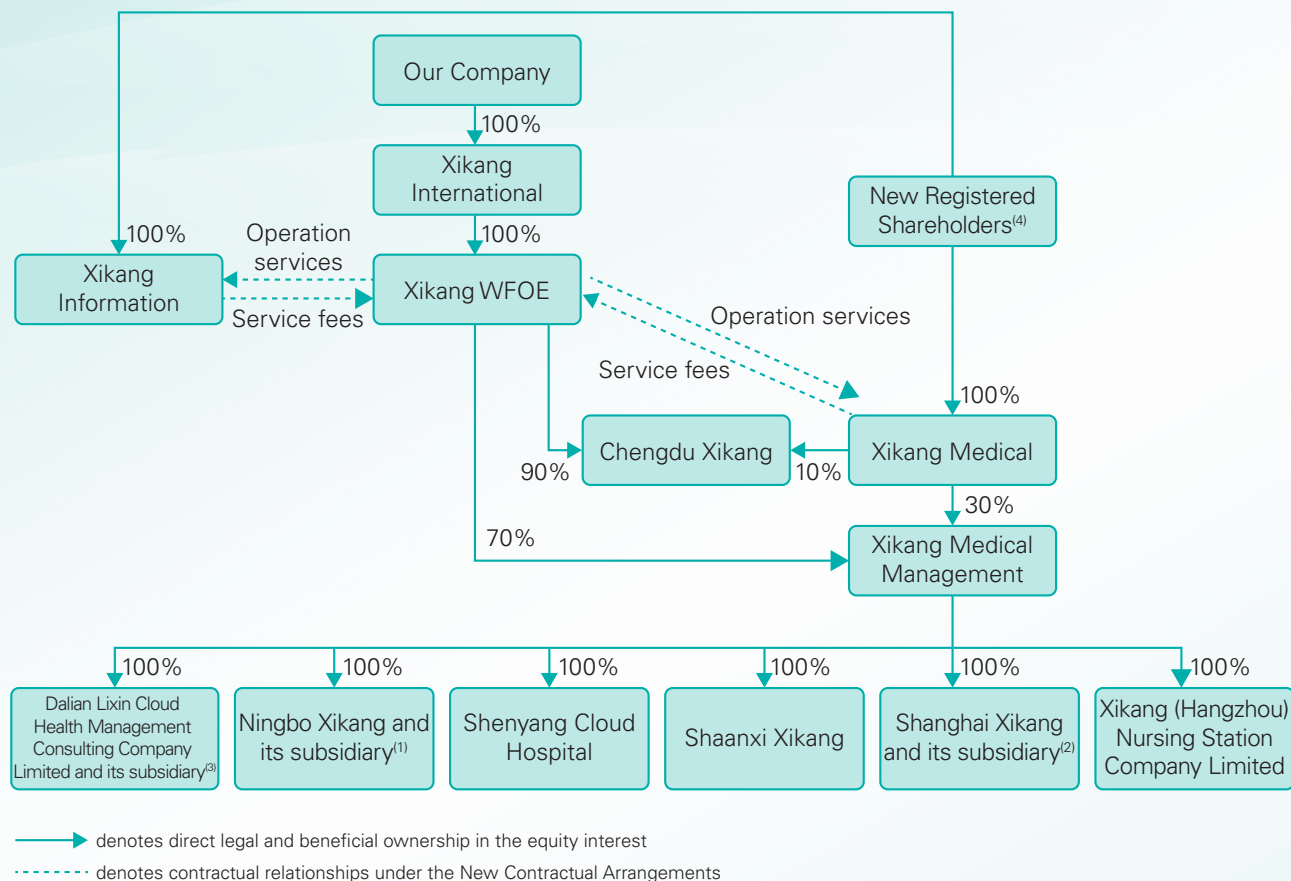 Our Company
100%
Xikang
International
New Registered
Shareholders(4)
100%
Operation
services
100%
Xikang
Information
Xikang WFOE
Service fees
Operation services
Service fees
100%
Chengdu Xikang
Xikang Medical
90%
10%
30%
70%
Xikang Medical
Management
100%
100%
100%
100%
100%
100%
Dalian Lixin Cloud
Health Management
Consulting Company
Limited and its subsidiary(3)
Ningbo Xikang and
its subsidiary(1)
Shenyang Cloud
Hospital
Shaanxi Xikang
Shanghai Xikang
and its subsidiary(2)
Xikang (Hangzhou)
Nursing Station
Company Limited
denotes direct legal and beneficial ownership in the equity interest
denotes contractual relationships under the New Contractual Arrangements